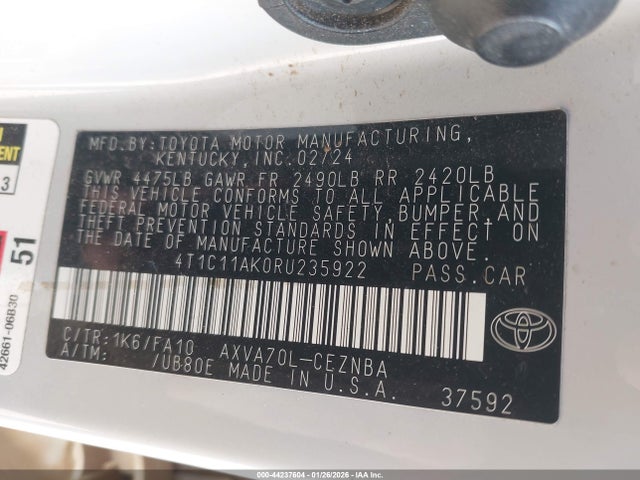 MFD.BY:TOYOTA MOTOR MANUFACTURING,
KENTUCKY,INC.02/24
GVWR 4475LB GAWR FR 2490LB RR 2420LB
THIS VEHICLE CONFORMS TO ALL APPLICABLE
FEDERAL MOTOR VEHICLE SAFETY,BUMPER,AND
THEFT PREVENTION STANDARDS IN EFFECT ON
THE DATE OF MANUFACTURE SHOWN ABOVE.
4T1C11AK0RU235922 PASS.CAR
C/TR:1K6/FA10 AXVA70L-CEZNBA
A/TM: /UB80E MADE IN U.S.A.
37592
TOYOTA
51
42661-06B30
3
000-44237604 | 01/26/2026 | IAA